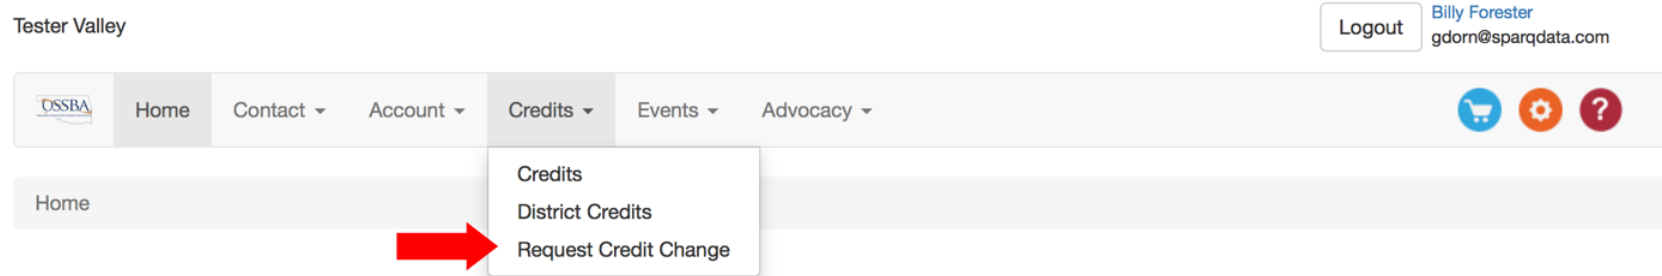 Tester Valley
Logout
Billy Forester
gdorn@sparqdata.com
OSSBA
Home Contact Account Credits Events Advocacy ?
Credits
Home
District Credits
Request Credit Change